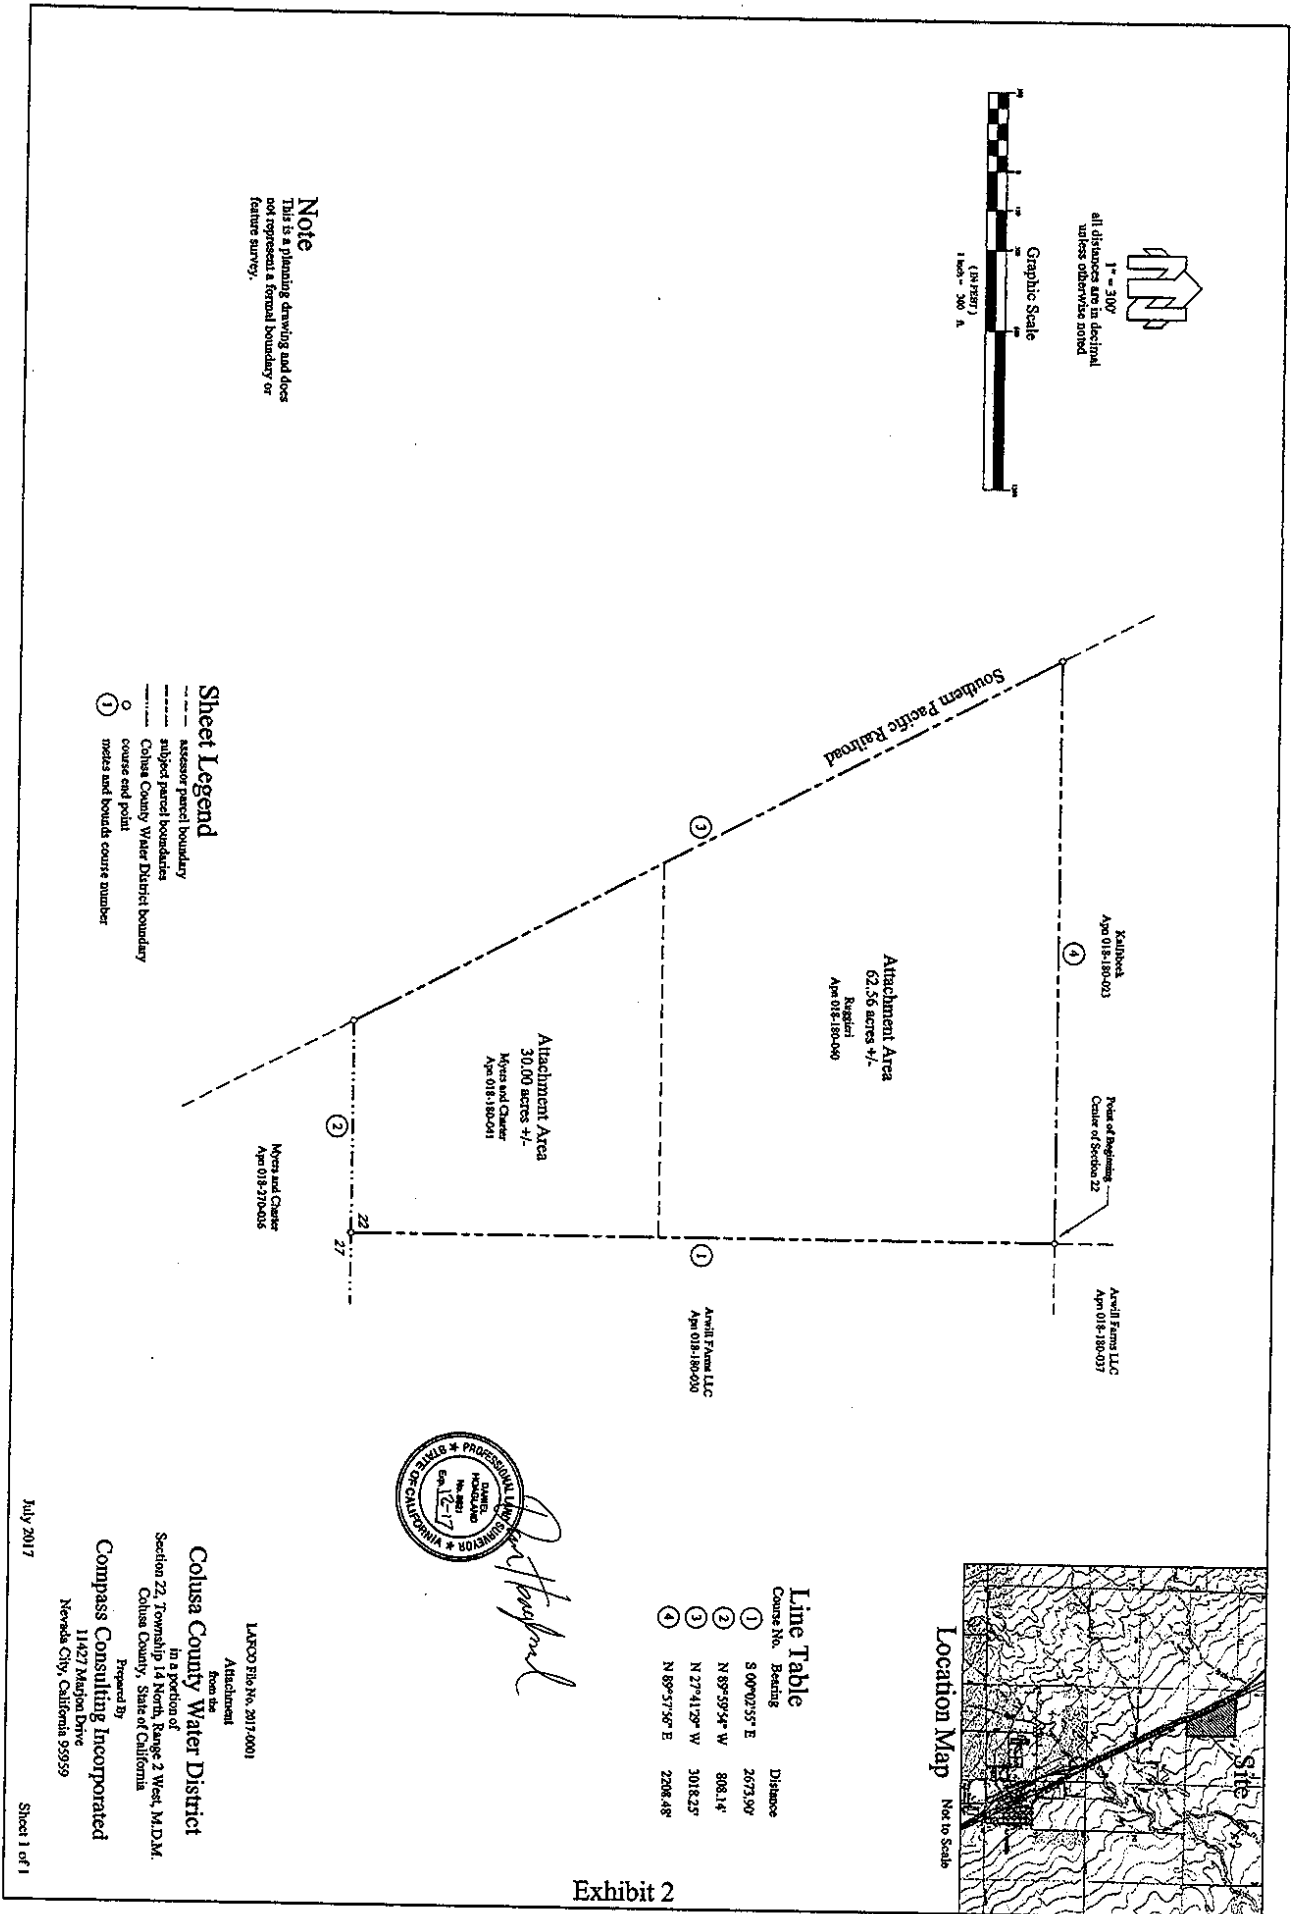 1" = 300'
all distances are in decimal
unless otherwise noted
Graphic Scale
( IN FEET )
1 inch = 300 ft.
Note
This is a planning drawing and does
not represent a formal boundary or
feature survey.
Southern Pacific Railroad
Apn 018-180-023
4
Point of Beginning
Center of Section 22
Arwill Farms LLC
Apn 018-180-037
3
Attachment Area
62.56 acres +/-
Ruggieri
Apn 018-180-040
1
Arwill FArms LLC
Apn 018-180-030
Attachment Area
30.00 acres +/-
Myers and Charter
Apn 018-180-041
2
22
27
Myers and Charter
Apn 018-270-036
Sheet Legend
assessor parcel boundary
subject parcel boundaries
Colusa County Water District boundary
course end point
1 metes and bounds course number
Site
Location Map Not to Scale
Line Table
Course No. Bearing Distance
1 S 00°02'55" E 2673.90'
2 N 89°59'54" W 808.14'
3 N 27°41'29" W 3018.25'
4 N 89°57'56" E 2208.48'
PROFESSIONAL LAND SURVEYOR
STATE OF CALIFORNIA
DANIEL
HOAGLAND
Exp. 12-17
LAFCO File No. 2017-0001
Attachment
from the
Colusa County Water District
in a portion of
Section 22, Township 14 North, Range 2 West, M.D.M.
Colusa County, State of California
Prepared By
Compass Consulting Incorporated
11427 Marjon Drive
Nevada City, California 95959
July 2017
Sheet 1 of 1
Exhibit 2